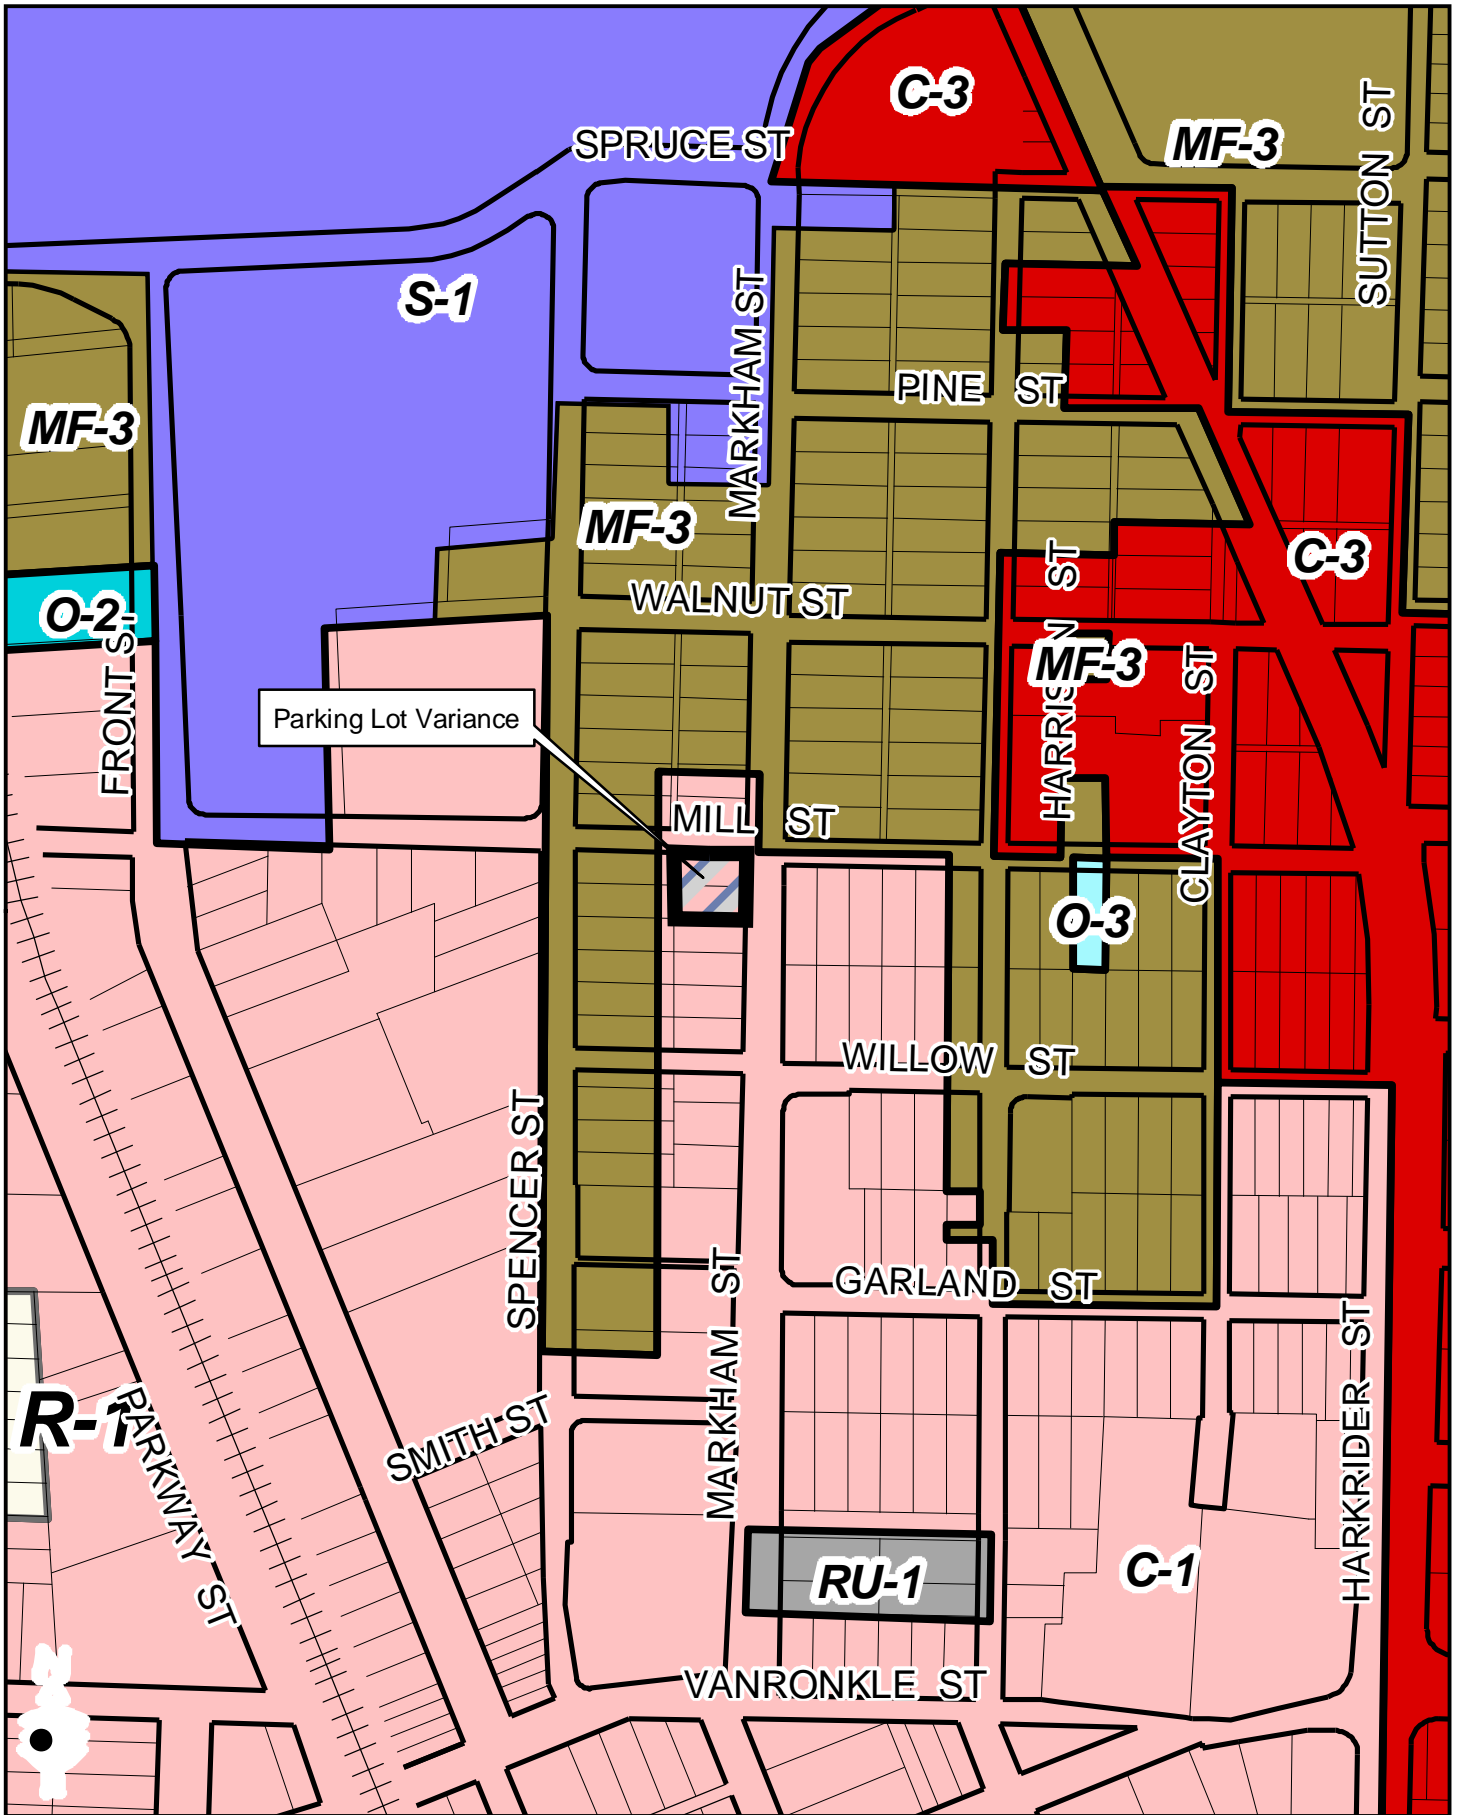 C-3
MF-3
SUTTON ST
SPRUCE ST
S-1
MARKHAM ST
PINE ST
MF-3
MF-3
C-3
WALNUT ST
O-2
FRONT ST
HARRISON ST
MF-3
CLAYTON ST
Parking Lot Variance
MILL ST
O-3
WILLOW ST
SPENCER ST
GARLAND ST
MARKHAM ST
R-1
PARKWAY ST
SMITH ST
HARKRIDER ST
RU-1
C-1
VANRONKLE ST
N